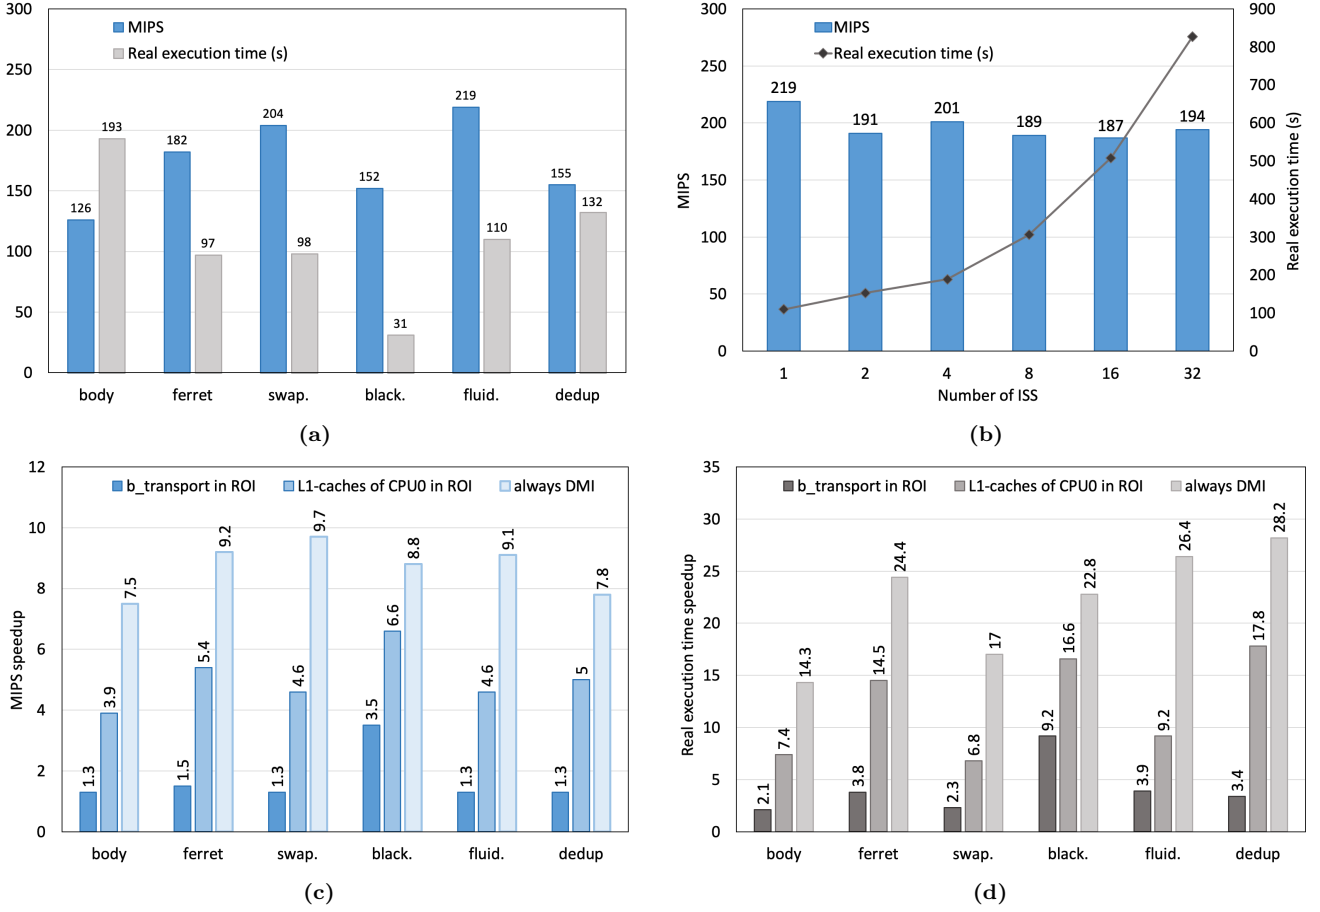 300
250
200
150
100
50
0
MIPS
Real execution time (s)
126
193
182
97
204
98
152
31
219
110
155
132
body
ferret
swap.
black.
fluid.
dedup
(a)
300
250
200
150
100
50
0
MIPS
MIPS
Real execution time (s)
219
191
201
189
187
194
900
800
700
600
500
400
300
200
100
0
Real execution time (s)
1
2
4
8
16
32
Number of ISS
(b)
12
10
8
6
4
2
0
MIPS speedup
b_transport in ROI
L1-caches of CPU0 in ROI
always DMI
1.3
3.9
7.5
1.5
5.4
9.2
1.3
4.6
9.7
3.5
6.6
8.8
1.3
4.6
9.1
1.3
5
7.8
body
ferret
swap.
black.
fluid.
dedup
(c)
35
30
25
20
15
10
5
0
Real execution time speedup
b_transport in ROI
L1-caches of CPU0 in ROI
always DMI
2.1
7.4
14.3
3.8
14.5
24.4
2.3
6.8
17
9.2
16.6
22.8
3.9
9.2
26.4
3.4
17.8
28.2
body
ferret
swap.
black.
fluid.
dedup
(d)